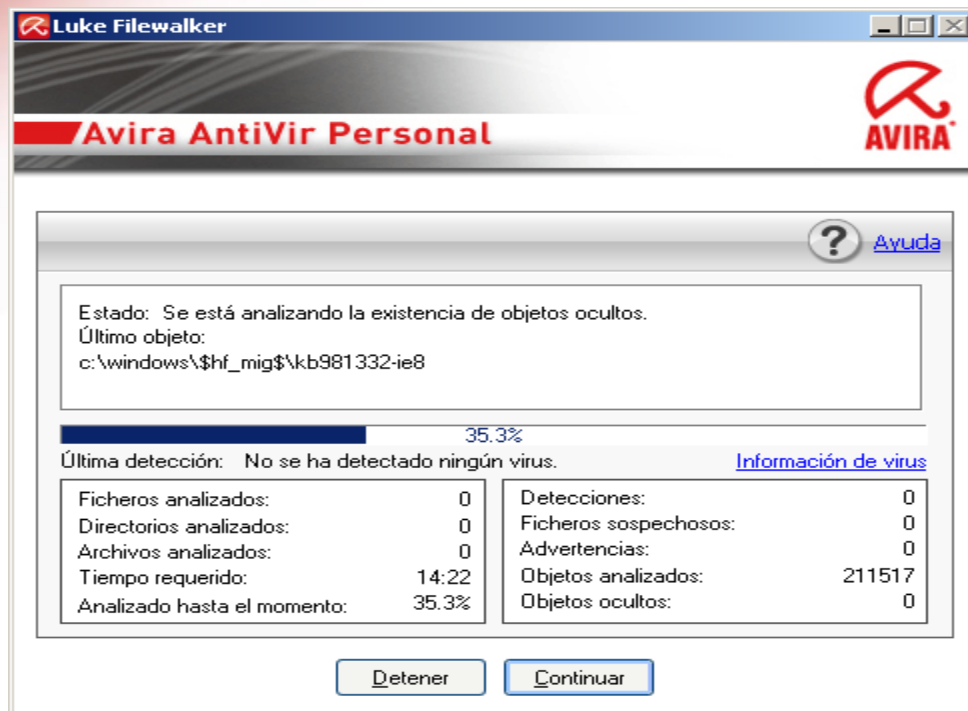 Luke Filewalker
Avira AntiVir Personal
AVIRA
Ayuda
Estado: Se está analizando la existencia de objetos ocultos.
Último objeto:
c:\windows\$hf_mig$\kb981332-ie8
35.3%
Última detección: No se ha detectado ningún virus.
Información de virus
Ficheros analizados: 0
Directorios analizados: 0
Archivos analizados: 0
Tiempo requerido: 14:22
Analizado hasta el momento: 35.3%
Detecciones: 0
Ficheros sospechosos: 0
Advertencias: 0
Objetos analizados: 211517
Objetos ocultos: 0
Detener
Continuar